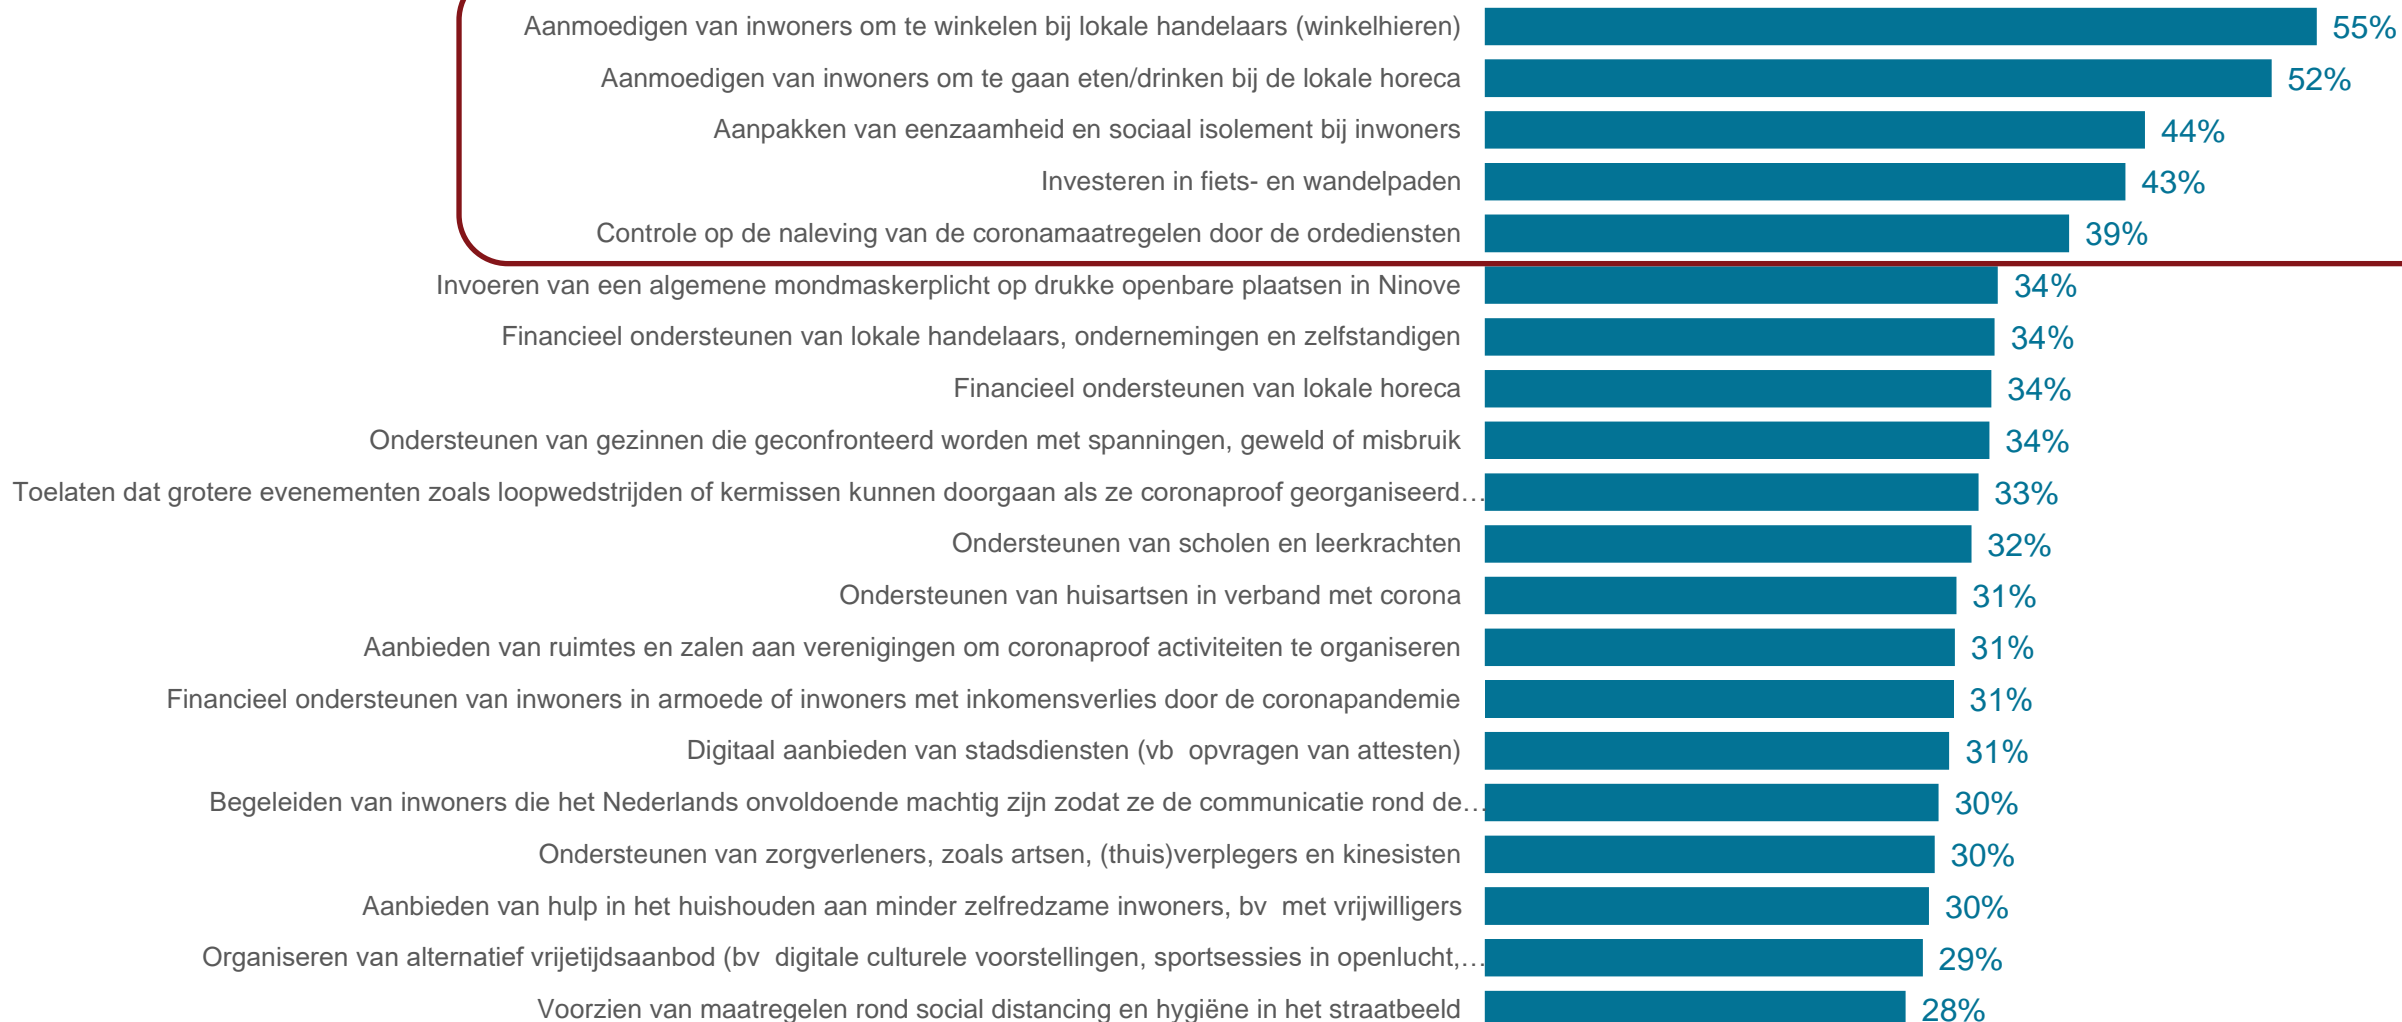 Aanmoedigen van inwoners om te winkelen bij lokale handelaars (winkelhieren) 55%
Aanmoedigen van inwoners om te gaan eten/drinken bij de lokale horeca 52%
Aanpakken van eenzaamheid en sociaal isolement bij inwoners 44%
Investeren in fiets- en wandelpaden 43%
Controle op de naleving van de coronamaatregelen door de ordediensten 39%
Invoeren van een algemene mondmaskerplicht op drukke openbare plaatsen in Ninove 34%
Financieel ondersteunen van lokale handelaars, ondernemingen en zelfstandigen 34%
Financieel ondersteunen van lokale horeca 34%
Ondersteunen van gezinnen die geconfronteerd worden met spanningen, geweld of misbruik 34%
Toelaten dat grotere evenementen zoals loopwedstrijden of kermissen kunnen doorgaan als ze coronaproof georganiseerd… 33%
Ondersteunen van scholen en leerkrachten 32%
Ondersteunen van huisartsen in verband met corona 31%
Aanbieden van ruimtes en zalen aan verenigingen om coronaproof activiteiten te organiseren 31%
Financieel ondersteunen van inwoners in armoede of inwoners met inkomensverlies door de coronapandemie 31%
Digitaal aanbieden van stadsdiensten (vb  opvragen van attesten) 31%
Begeleiden van inwoners die het Nederlands onvoldoende machtig zijn zodat ze de communicatie rond de… 30%
Ondersteunen van zorgverleners, zoals artsen, (thuis)verplegers en kinesisten 30%
Aanbieden van hulp in het huishouden aan minder zelfredzame inwoners, bv  met vrijwilligers 30%
Organiseren van alternatief vrijetijdsaanbod (bv  digitale culturele voorstellingen, sportsessies in openlucht,… 29%
Voorzien van maatregelen rond social distancing en hygiëne in het straatbeeld 28%